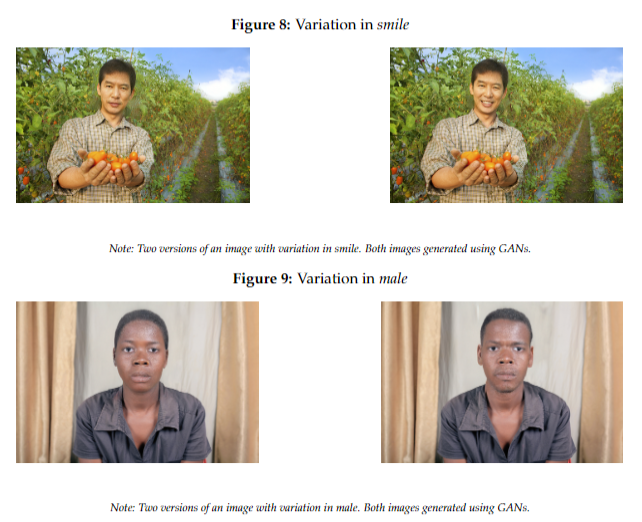 Figure 8: Variation in smile
Note: Two versions of an image with variation in smile. Both images generated using GANs.
Figure 9: Variation in male
Note: Two versions of an image with variation in male. Both images generated using GANs.